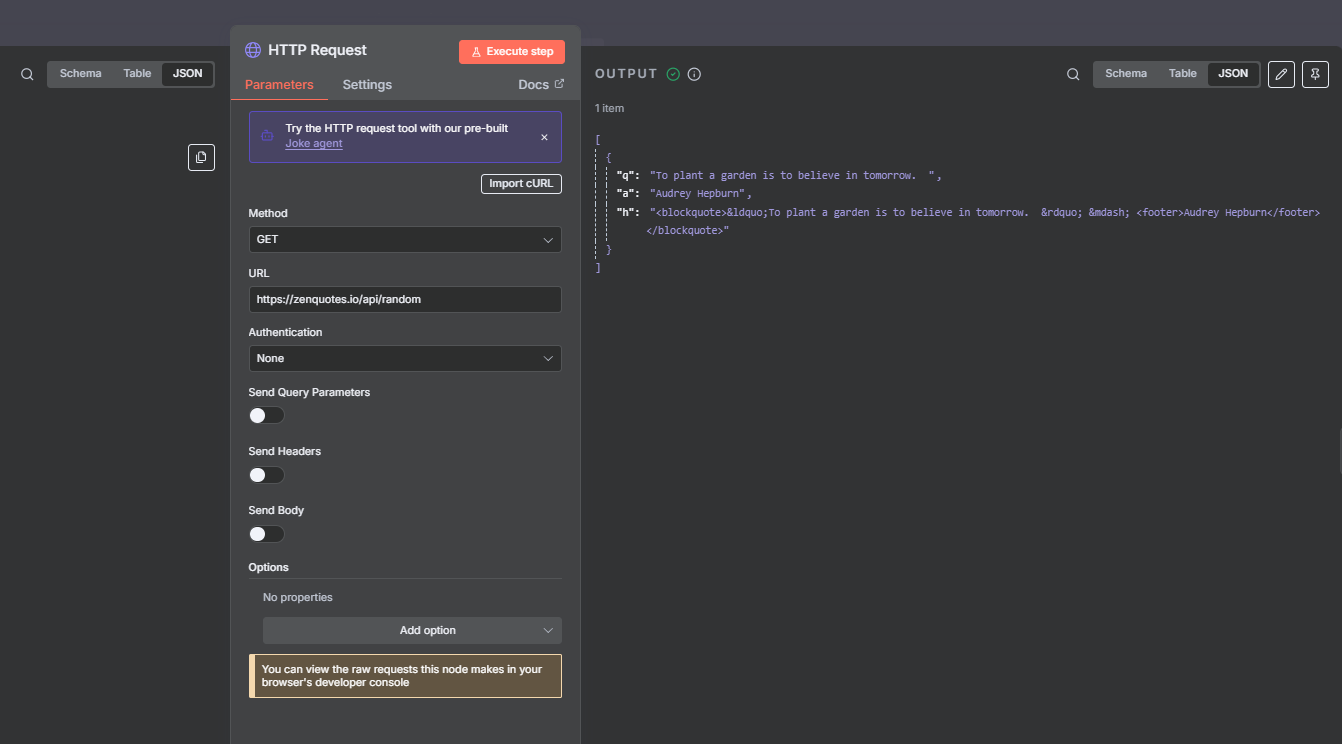 Schema Table JSON
HTTP Request
Execute step
Parameters Settings Docs
Try the HTTP request tool with our pre-built
Joke agent
Import cURL
Method
GET
URL
https://zenquotes.io/api/random
Authentication
None
Send Query Parameters
Send Headers
Send Body
Options
No properties
Add option
You can view the raw requests this node makes in your
browser's developer console
OUTPUT
Schema Table JSON
1 item
[
{
"q": "To plant a garden is to believe in tomorrow.  ",
"a": "Audrey Hepburn",
"h": "<blockquote>&ldquo;To plant a garden is to believe in tomorrow.  &rdquo; &mdash; <footer>Audrey Hepburn</footer>
</blockquote>"
}
]